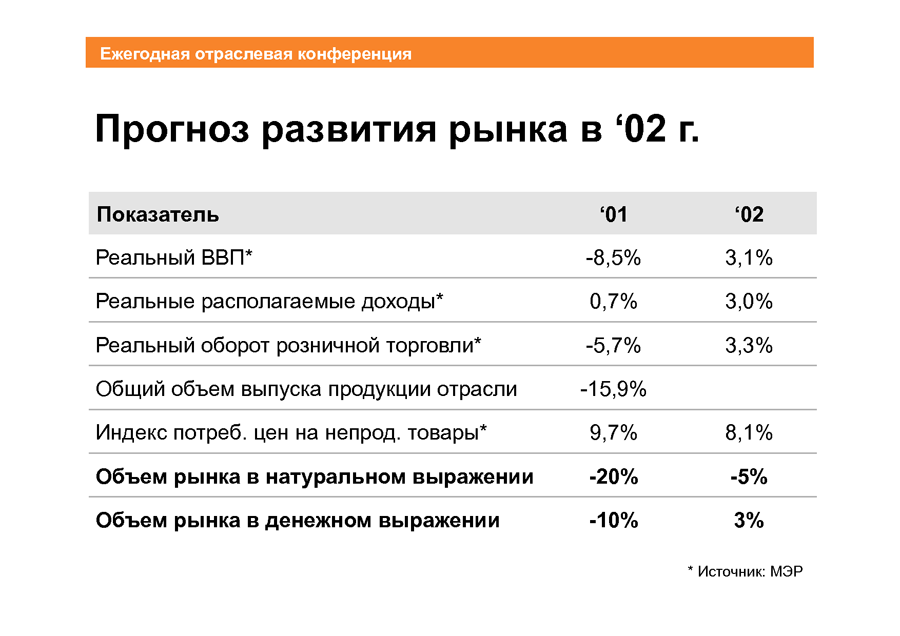 Ежегодная отраслевая конференция
Прогноз развития рынка в ‘02 г.
Показатель ‘01 ‘02
Реальный ВВП* -8,5% 3,1%
Реальные располагаемые доходы* 0,7% 3,0%
Реальный оборот розничной торговли* -5,7% 3,3%
Общий объем выпуска продукции отрасли -15,9%
Индекс потреб. цен на непрод. товары* 9,7% 8,1%
Объем рынка в натуральном выражении -20% -5%
Объем рынка в денежном выражении -10% 3%
* Источник: МЭР